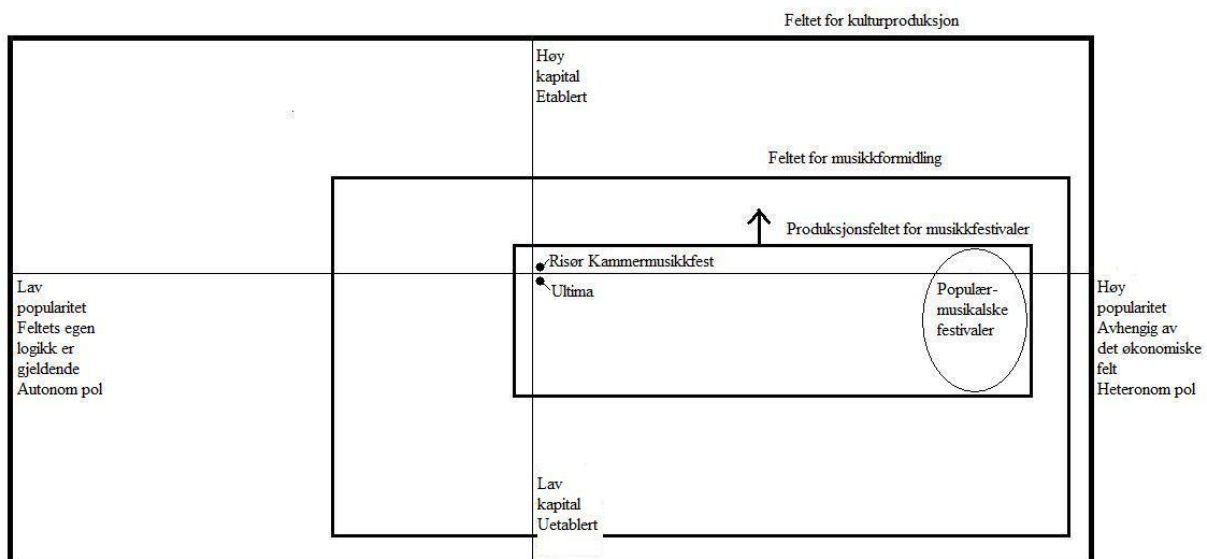 Feltet for kulturproduksjon
Høy
kapital
Etablert
Feltet for musikkformidling
Produksjonsfeltet for musikkfestivaler
Risør Kammermusikkfest
Ultima
Populær-
musikalske
festivaler
Lav
popularitet
Feltets egen
logikk er
gjeldende
Autonom pol
Høy
popularitet
Avhengig av
det økonomiske
felt
Heteronom pol
Lav
kapital
Uetablert